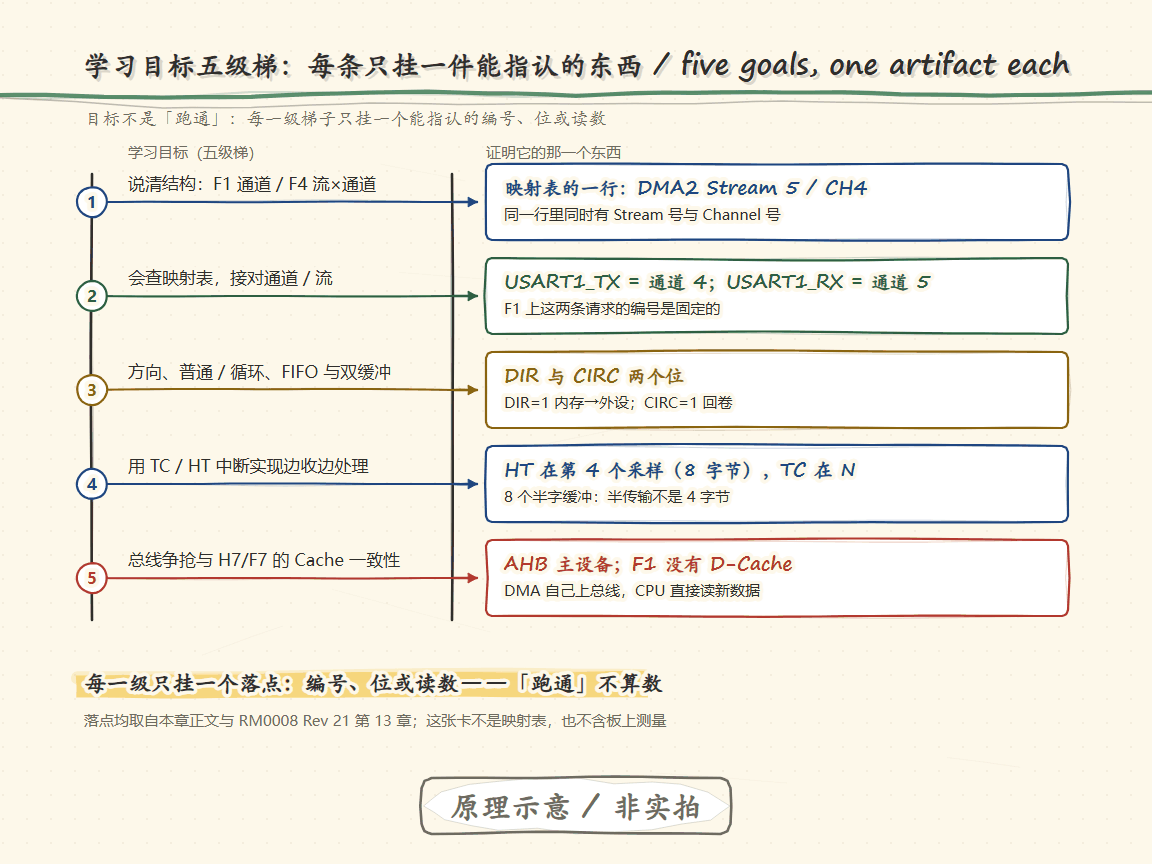 学习目标五级梯：每条只挂一件能指认的东西 / five goals, one artifact each
目标不是「跑通」：每一级梯子只挂一个能指认的编号、位或读数
学习目标（五级梯）
证明它的那一个东西
1
说清结构：F1 通道 / F4 流×通道
映射表的一行：DMA2 Stream 5 / CH4
同一行里同时有 Stream 号与 Channel 号
2
会查映射表，接对通道 / 流
USART1_TX = 通道 4；USART1_RX = 通道 5
F1 上这两条请求的编号是固定的
3
方向、普通 / 循环、FIFO 与双缓冲
DIR 与 CIRC 两个位
DIR=1 内存→外设；CIRC=1 回卷
4
用 TC / HT 中断实现边收边处理
HT 在第 4 个采样（8 字节），TC 在 N
8 个半字缓冲：半传输不是 4 字节
5
总线争抢与 H7/F7 的 Cache 一致性
AHB 主设备；F1 没有 D-Cache
DMA 自己上总线，CPU 直接读新数据
每一级只挂一个落点：编号、位或读数——「跑通」不算数
落点均取自本章正文与 RM0008 Rev 21 第 13 章；这张卡不是映射表，也不含板上测量
原理示意 / 非实拍